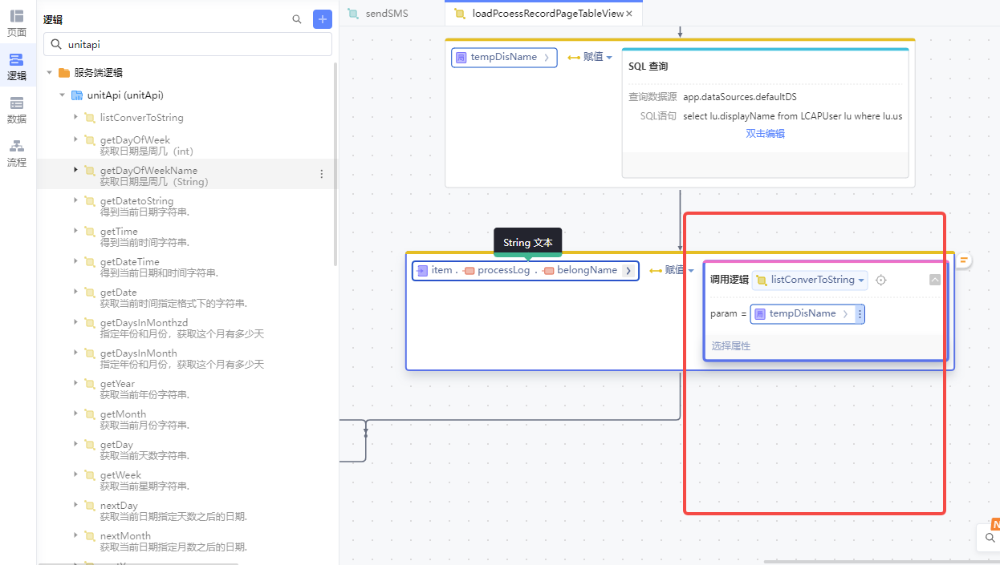 页面
逻辑
数据
流程
逻辑
unitapi
服务端逻辑
unitApi (unitApi)
listConverToString
getDayOfWeek
获取日期是周几（int）
getDayOfWeekName
获取日期是周几（String）
getDatetoString
得到当前日期字符串.
getTime
得到当前时间字符串.
getDateTime
得到当前日期和时间字符串.
getDate
获取当前时间指定格式下的字符串.
getDaysInMonthzd
指定年份和月份，获取这个月有多少天
getDaysInMonth
指定年份和月份，获取这个月有多少天
getYear
获取当前年份字符串.
getMonth
获取当前月份字符串.
getDay
获取当前天数字符串.
getWeek
获取当前星期字符串.
nextDay
获取当前日期指定天数之后的日期.
nextMonth
获取当前日期指定月数之后的日期.
sendSMS
loadPcoessRecordPageTableView
局 tempDisName
赋值
SQL 查询
查询数据源 app.dataSources.defaultDS
SQL语句 select lu.displayName from LCAPUser lu where lu.us
双击编辑
String 文本
item . processLog . belongName
赋值
调用逻辑 listConverToString
param = 局 tempDisName
选择属性
N